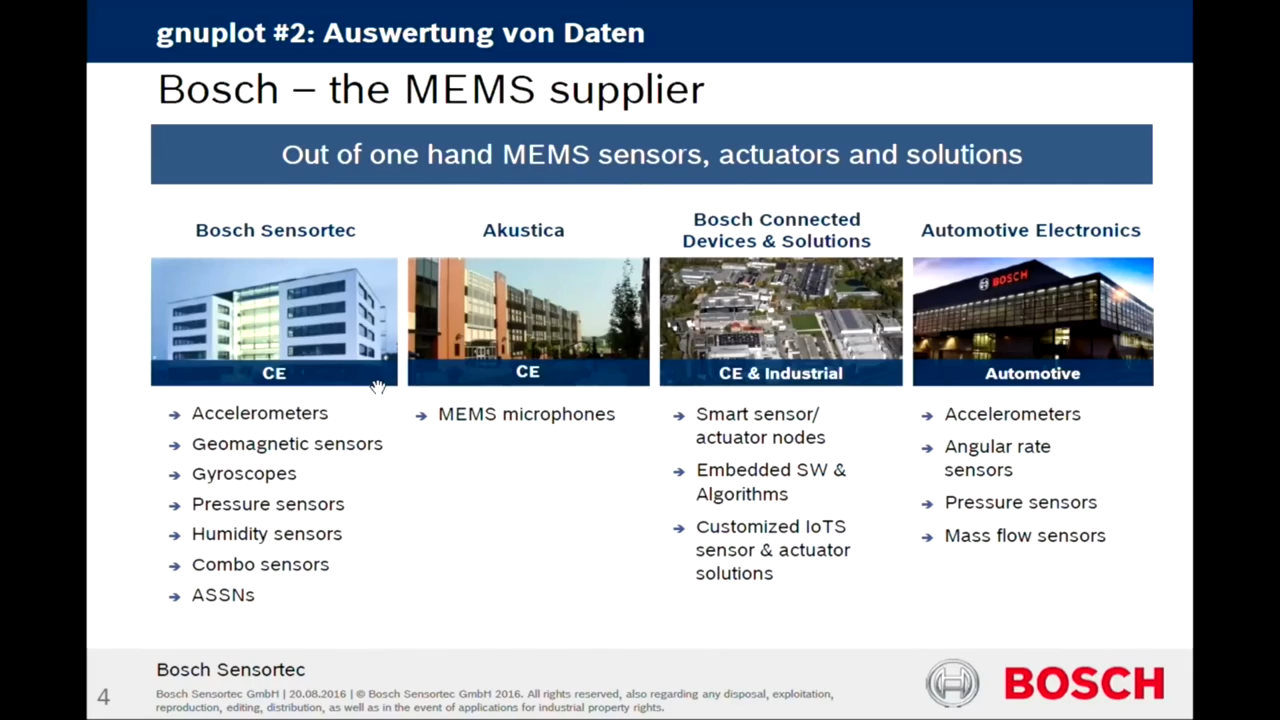 gnuplot #2: Auswertung von Daten
Bosch – the MEMS supplier
Out of one hand MEMS sensors, actuators and solutions
Bosch Sensortec
CE
Accelerometers
Geomagnetic sensors
Gyroscopes
Pressure sensors
Humidity sensors
Combo sensors
ASSNs
Akustica
CE
MEMS microphones
Bosch Connected
Devices & Solutions
CE & Industrial
Smart sensor/
actuator nodes
Embedded SW &
Algorithms
Customized IoTS
sensor & actuator
solutions
Automotive Electronics
BOSCH
Automotive
Accelerometers
Angular rate
sensors
Pressure sensors
Mass flow sensors
4
Bosch Sensortec
Bosch Sensortec GmbH | 20.08.2016 | © Bosch Sensortec GmbH 2016. All rights reserved, also regarding any disposal, exploitation,
reproduction, editing, distribution, as well as in the event of applications for industrial property rights.
BOSCH